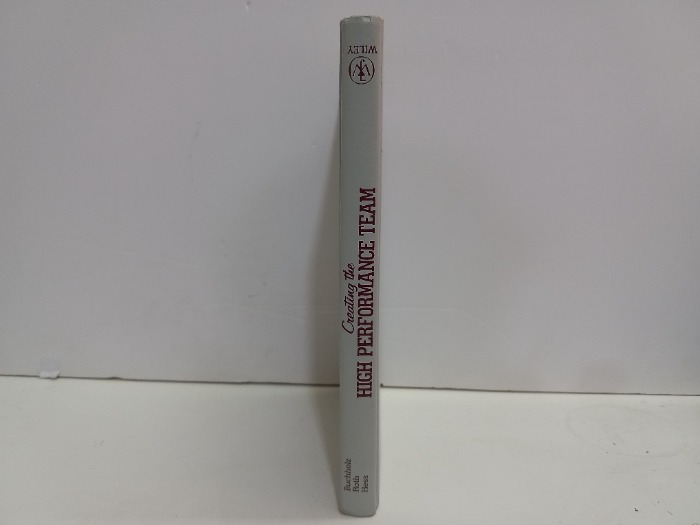 Buchholz
Roth
Hess
Creating the
HIGH PERFORMANCE TEAM
WILEY